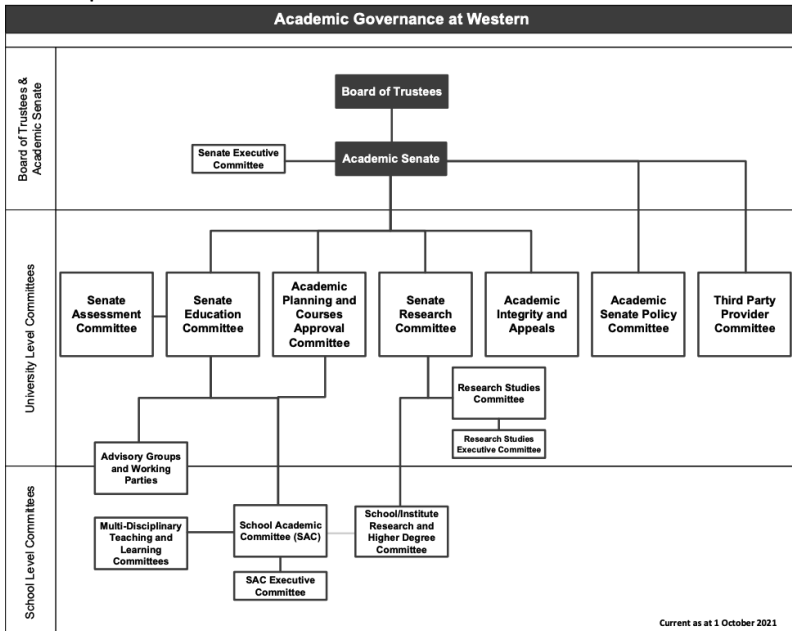 Academic Governance at Western
Board of Trustees &
Academic Senate
Board of Trustees
Senate Executive
Committee
Academic Senate
University Level Committees
Senate
Assessment
Committee
Senate
Education
Committee
Academic
Planning and
Courses
Approval
Committee
Senate
Research
Committee
Academic
Integrity and
Appeals
Academic
Senate Policy
Committee
Third Party
Provider
Committee
Research Studies
Committee
Research Studies
Executive Committee
Advisory Groups
and Working
Parties
School Level Committees
Multi-Disciplinary
Teaching and
Learning
Committees
School Academic
Committee (SAC)
School/Institute
Research and
Higher Degree
Committee
SAC Executive
Committee
Current as at 1 October 2021